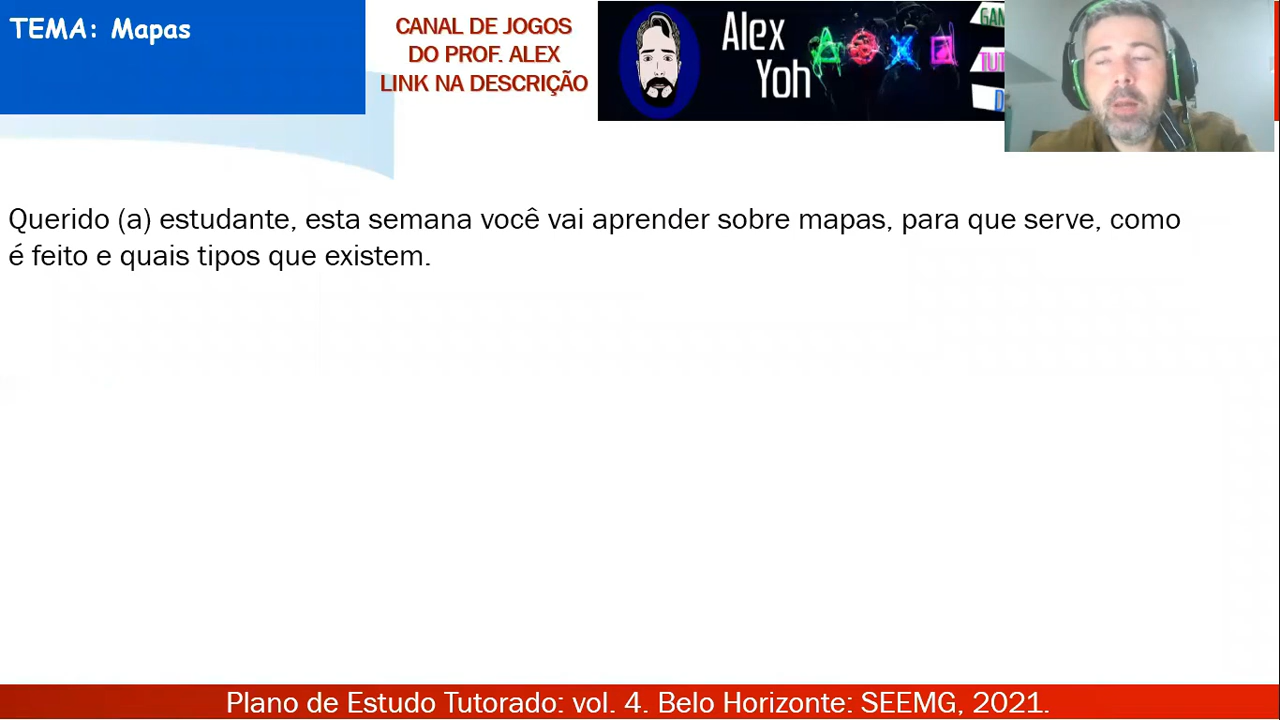 TEMA: Mapas
CANAL DE JOGOS
DO PROF. ALEX
LINK NA DESCRIÇÃO
Alex
Yoh
Querido (a) estudante, esta semana você vai aprender sobre mapas, para que serve, como
é feito e quais tipos que existem.
Plano de Estudo Tutorado: vol. 4. Belo Horizonte: SEEMG, 2021.